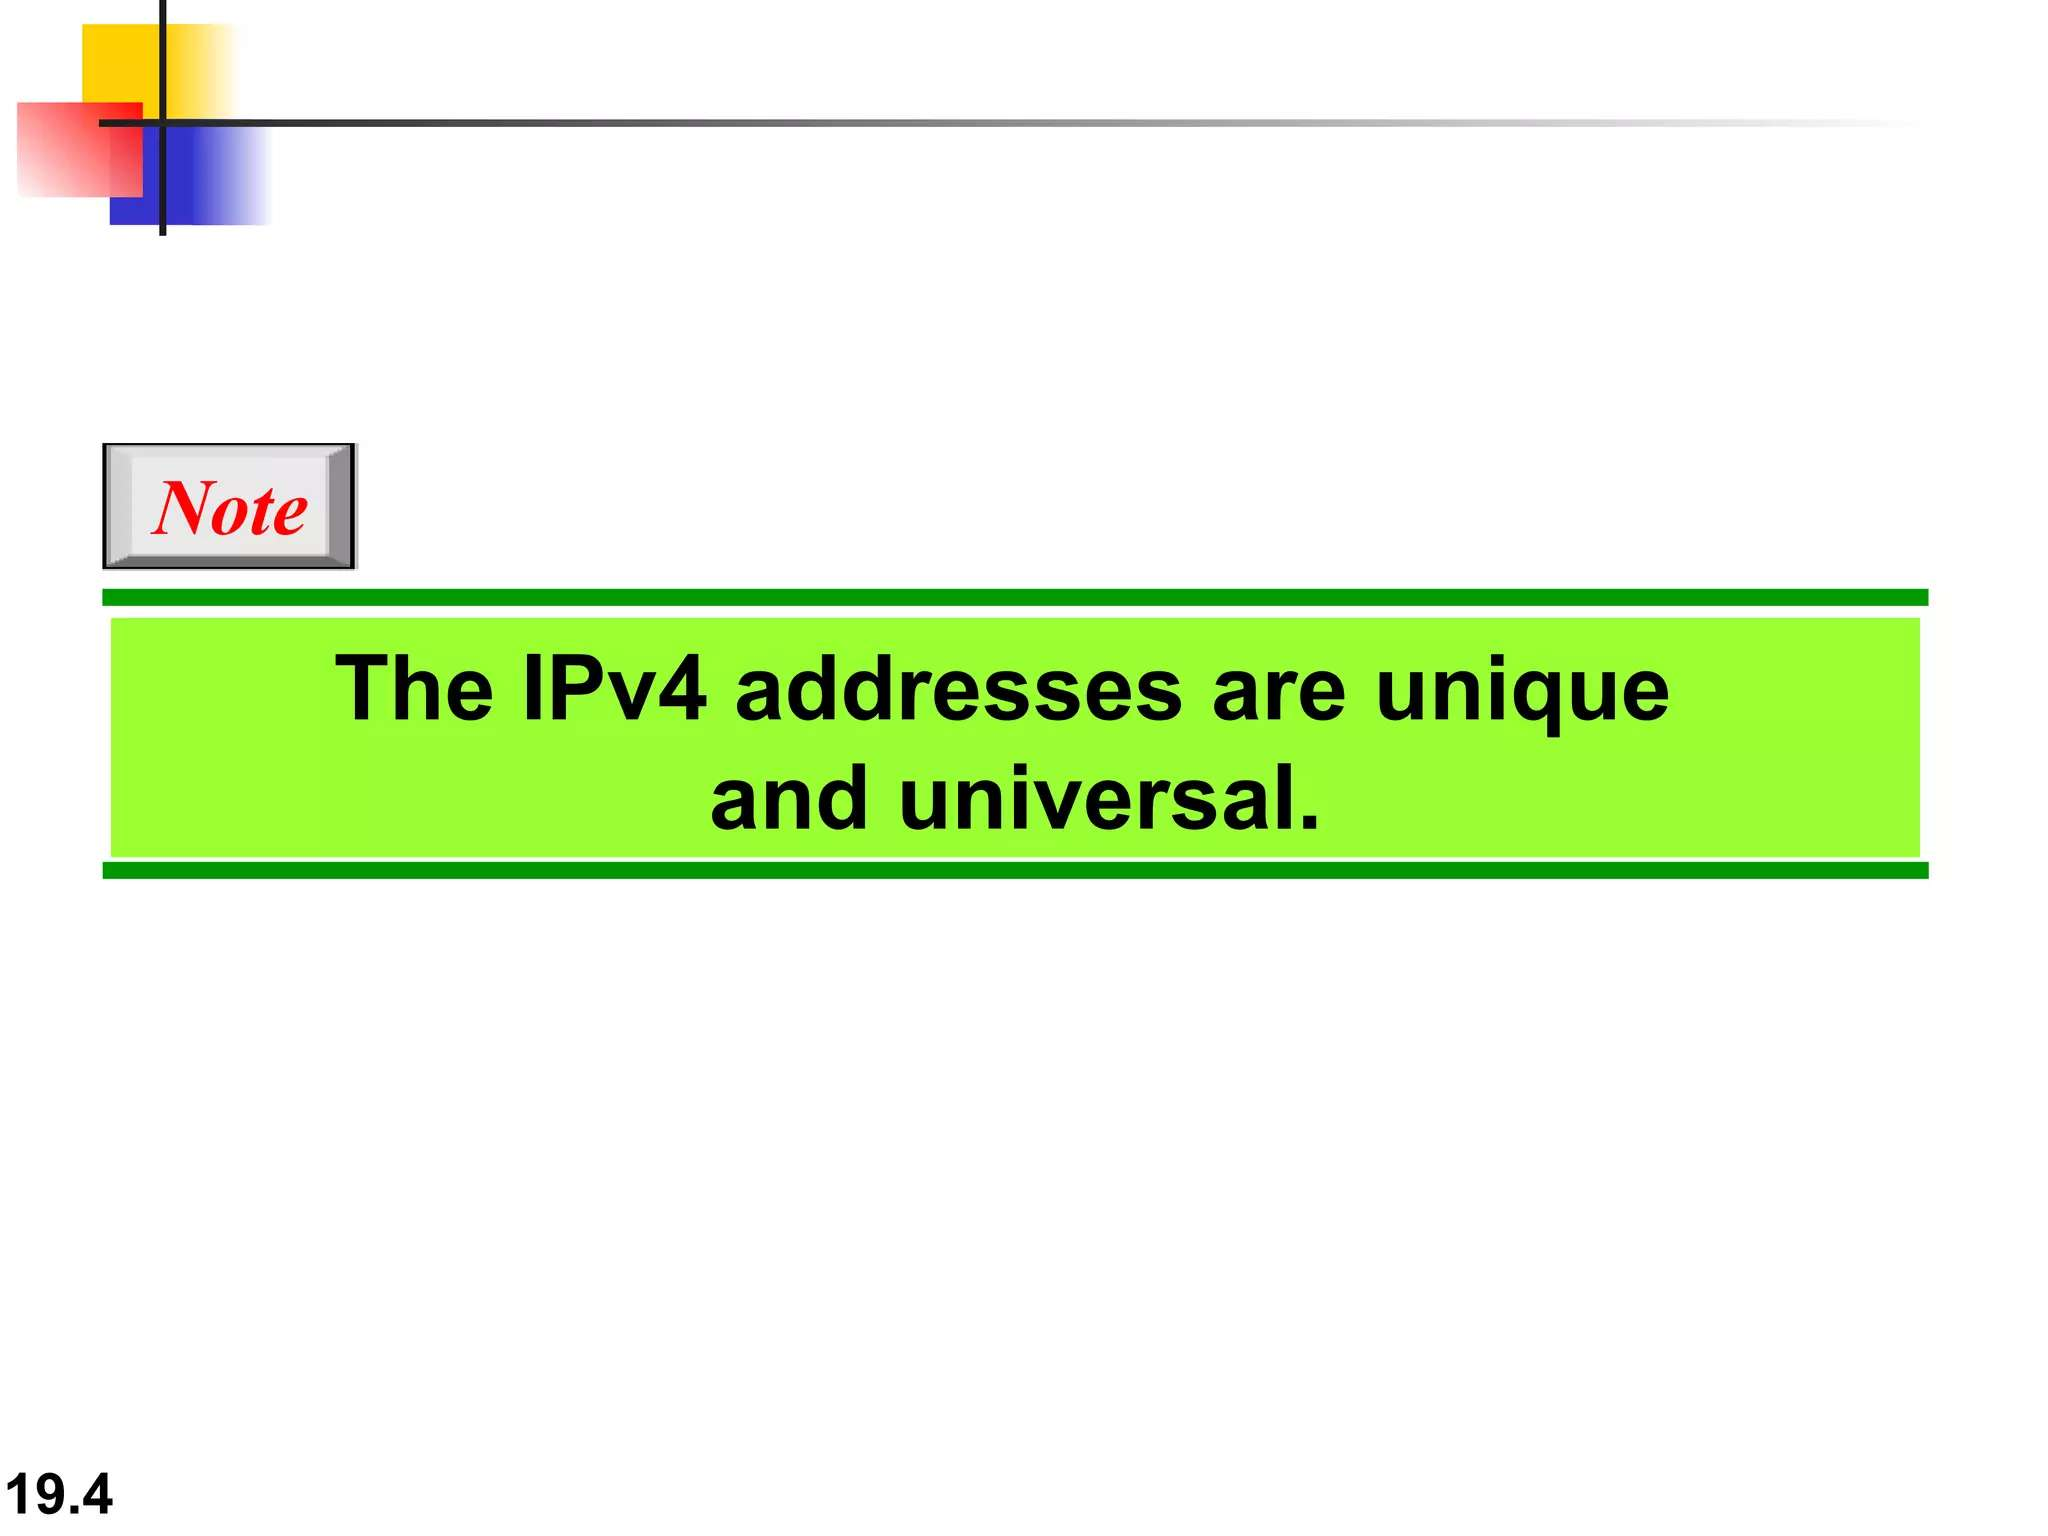 Note
The IPv4 addresses are unique
and universal.
19.4